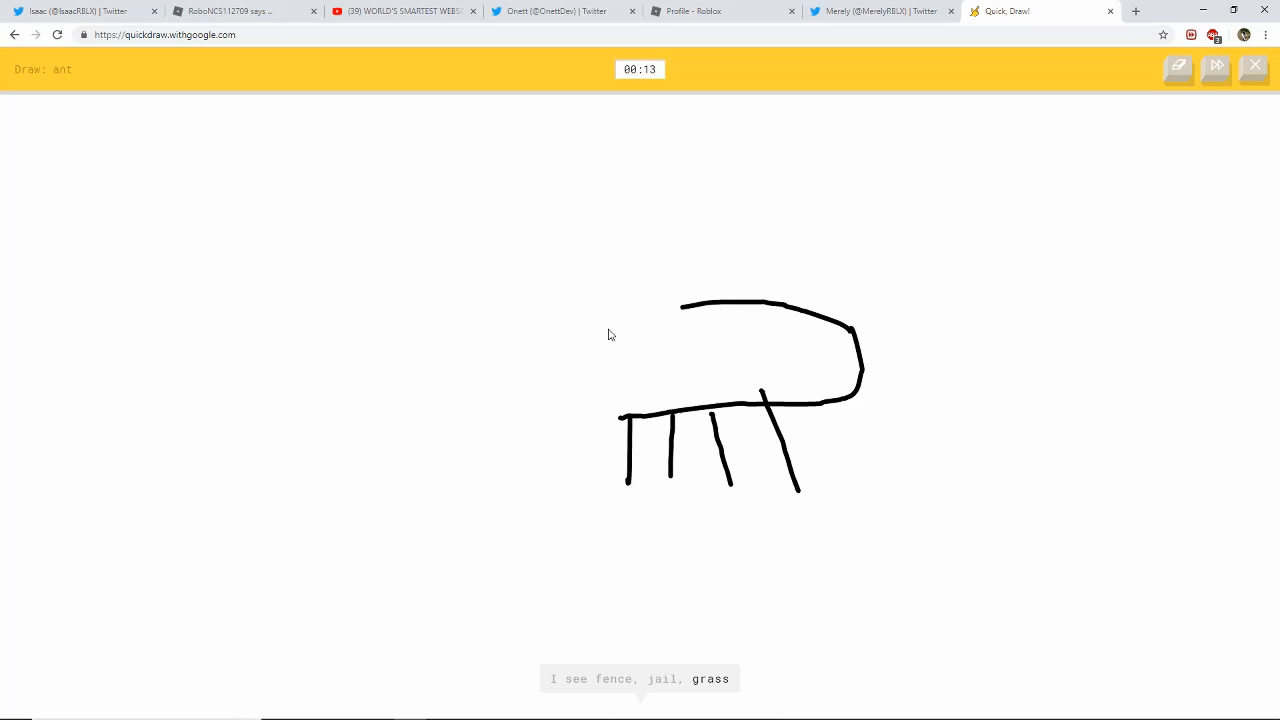 Isaac (@IsaacRBLX) | Twitter
RoboNCS112709 says ...
(39) WORLD'S SMARTEST WEBS
Onett (@OnettDev) | Twitter
Profile - Roblox
Merely (@MerelyRBLX) | Twitter
Quick, Draw!
https://quickdraw.withgoogle.com
Draw: ant
00:13
I see fence, jail, grass